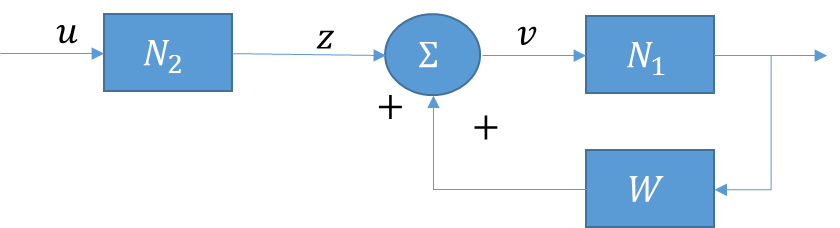 u N₂ z Σ v N₁
+
+
W